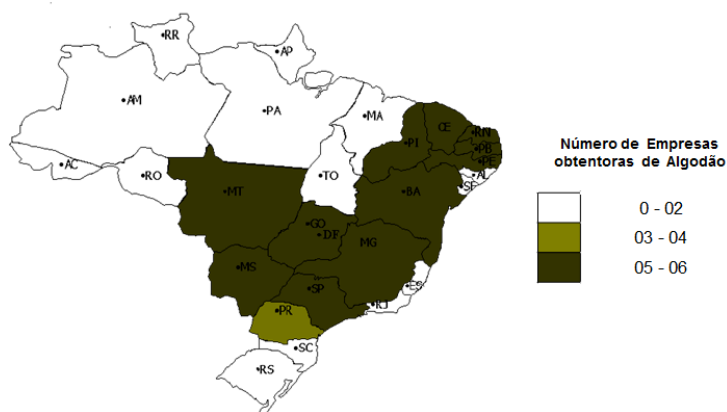 RR
AP
AM
PA
MA
CE
RN
PB
PI
PE
AC
RO
TO
AL
SE
MT
BA
GO
DF
MG
MS
SP
ES
RJ
PR
SC
RS
Número de Empresas
obtentoras de Algodão
0 - 02
03 - 04
05 - 06